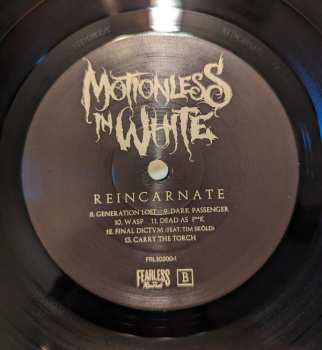 MOTIONLESS
IN WHITE
REINCARNATE
8. GENERATION LOST 9. DARK PASSENGER
10. WASP 11. DEAD AS F**K
12. FINAL DICTVM (FEAT. TIM SKÖLD)
13. CARRY THE TORCH
FRL30200-1
FEARLESS
RECORDS
B